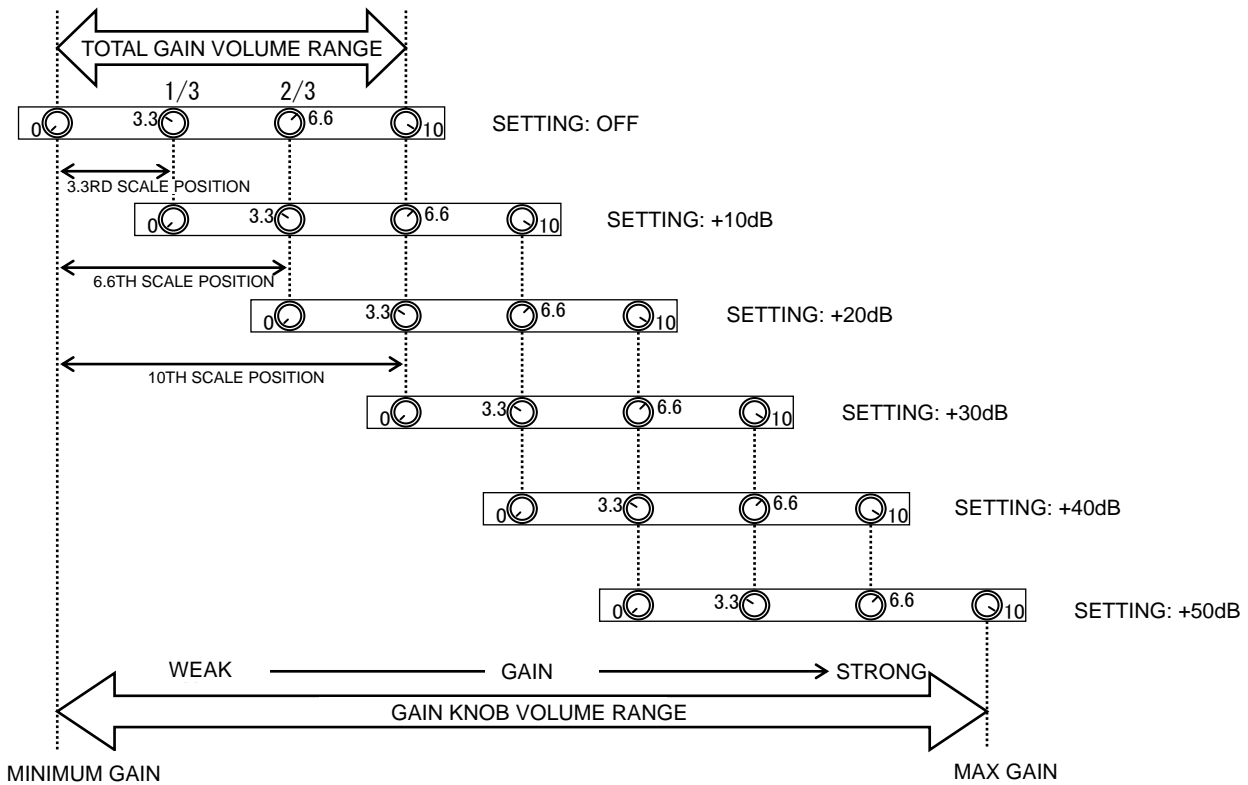 TOTAL GAIN VOLUME RANGE
1/3 2/3
0 3.3 6.6 10 SETTING: OFF
3.3RD SCALE POSITION
0 3.3 6.6 10 SETTING: +10dB
6.6TH SCALE POSITION
0 3.3 6.6 10 SETTING: +20dB
10TH SCALE POSITION
0 3.3 6.6 10 SETTING: +30dB
0 3.3 6.6 10 SETTING: +40dB
0 3.3 6.6 10 SETTING: +50dB
WEAK GAIN STRONG
GAIN KNOB VOLUME RANGE
MINIMUM GAIN MAX GAIN